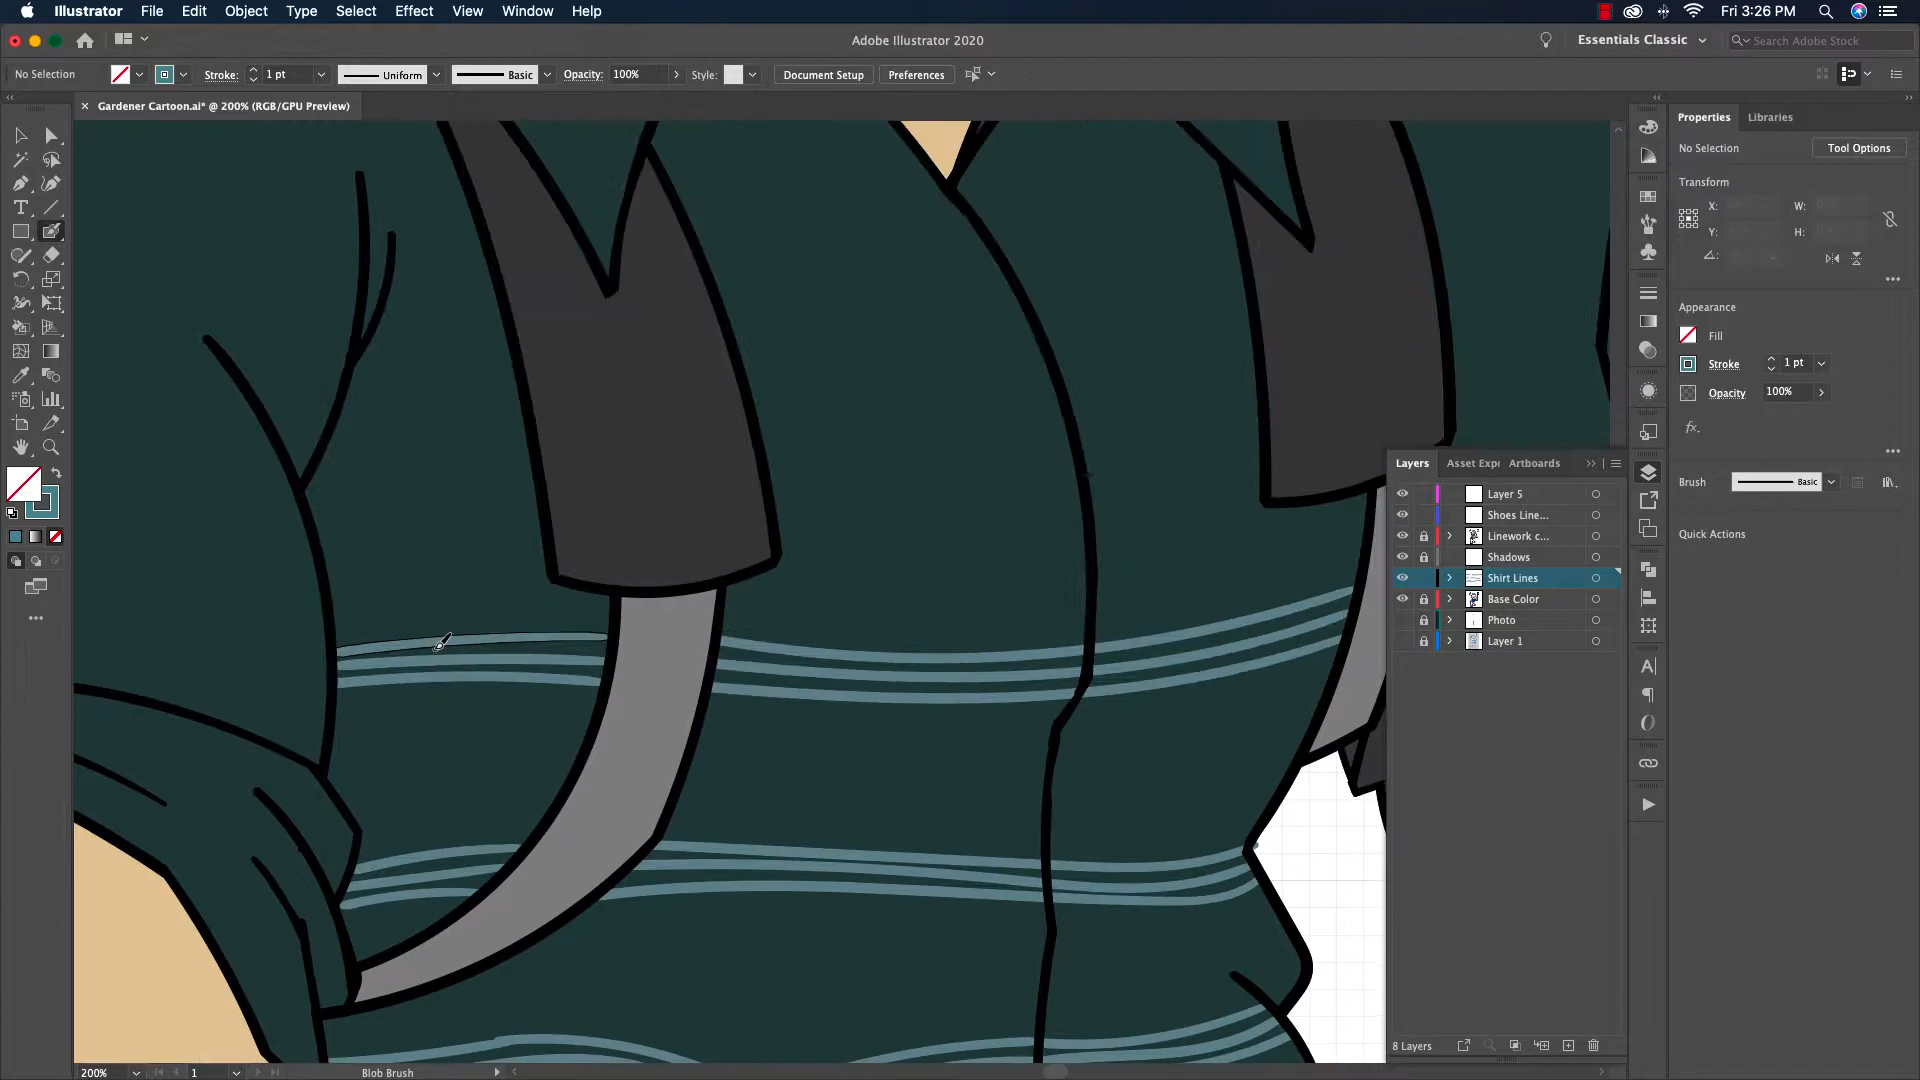 Illustrator File Edit Object Type Select Effect View Window Help
Fri 3:26 PM
Adobe Illustrator 2020
Essentials Classic
Search Adobe Stock
No Selection
Stroke: 1 pt
Uniform
Basic
Opacity: 100%
Style:
Document Setup
Preferences
Gardener Cartoon.ai* @ 200% (RGB/GPU Preview)
Properties
Libraries
No Selection
Tool Options
Transform
X:
W:
Y:
H:
Appearance
Fill
Stroke
1 pt
Opacity
100%
fx.
Brush
Basic
Quick Actions
Layers
Asset Expo
Artboards
Layer 5
Shoes Line...
Linework c...
Shadows
Shirt Lines
Base Color
Photo
Layer 1
8 Layers
200%
1
Blob Brush